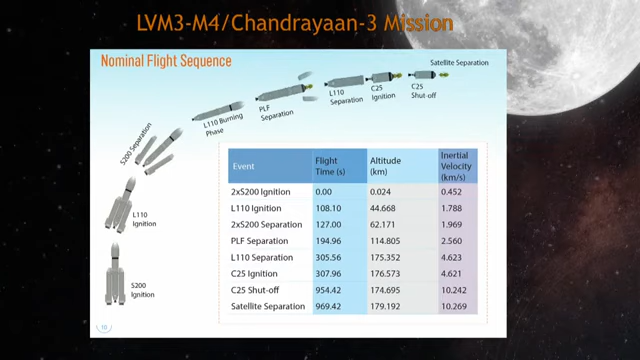 LVM3-M4/Chandrayaan-3 Mission
Nominal Flight Sequence
Satellite Separation
C25
Shut-off
C25
Ignition
L110
Separation
PLF
Separation
L110 Burning
Phase
S200 Separation
L110
Ignition
S200
Ignition
Event Flight Time (s) Altitude (km) Inertial Velocity (km/s)
2xS200 Ignition 0.00 0.024 0.452
L110 Ignition 108.10 44.668 1.788
2xS200 Separation 127.00 62.171 1.969
PLF Separation 194.96 114.805 2.560
L110 Separation 305.56 175.352 4.623
C25 Ignition 307.96 176.573 4.621
C25 Shut-off 954.42 174.695 10.242
Satellite Separation 969.42 179.192 10.269